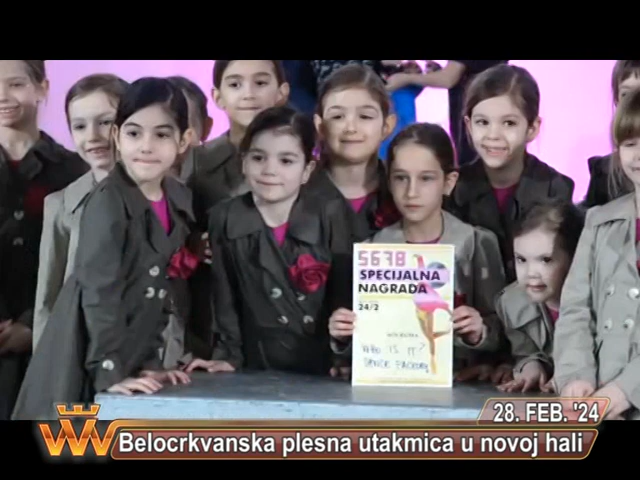 5678
SPECIJALNA
NAGRADA
24/2
WHO IS IT?
DANCE FACTORY
28. FEB. '24
Belocrkvanska plesna utakmica u novoj hali